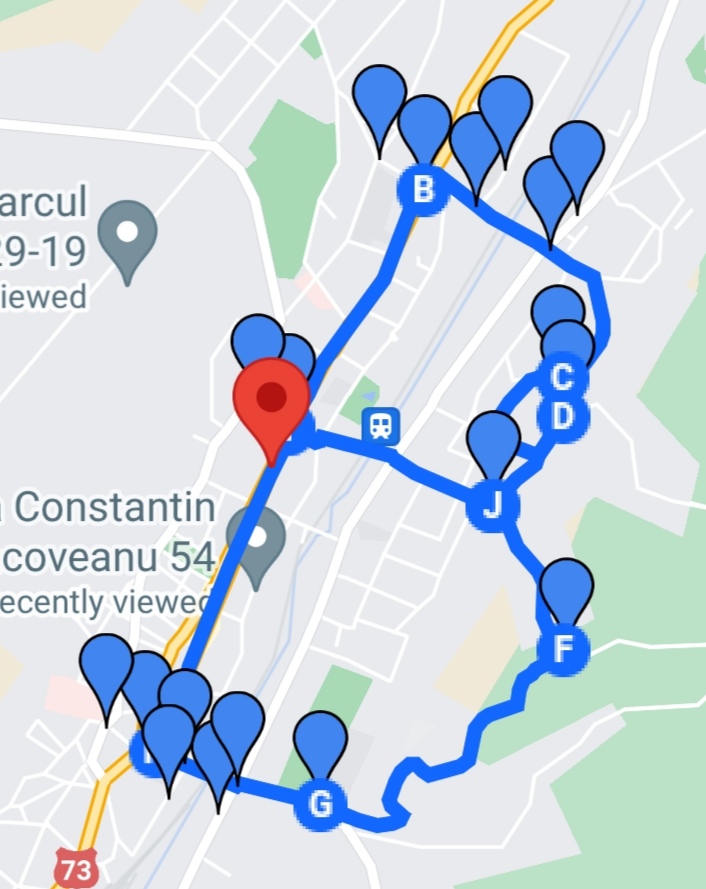 arcul
29-19
iewed
B
C
D
J
a Constantin
coveanu 54
ecently viewed
F
G
73